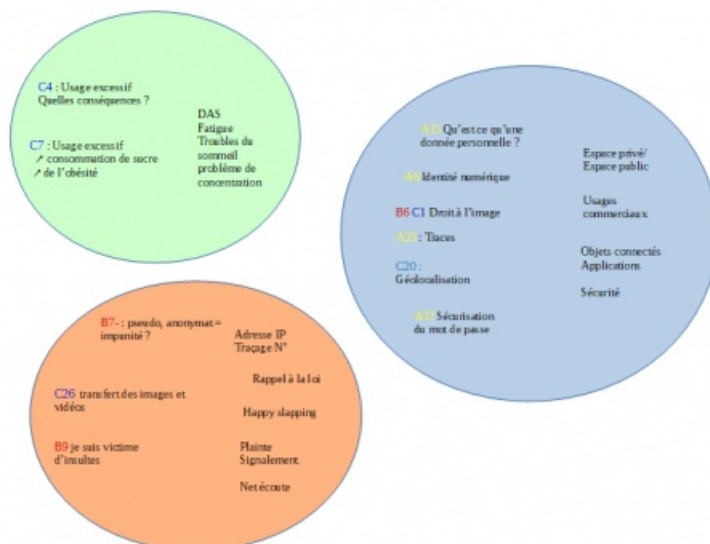 C4 : Usage excessif
Quelles conséquences ?
C7 : Usage excessif
↗ consommation de sucre
↗ de l'obésité
DAS
Fatigue
Troubles du
sommeil
problème de
concentration
A15 Qu'est ce qu'une
donnée personnelle ?
A6 Identité numérique
B6 C1 Droit à l'image
: Traces
C20 :
Géolocalisation
Sécurisation
du mot de passe
Espace privé/
Espace public
Usages
commerciaux
Objets connectés
Applications
Sécurité
B7- : pseudo, anonymat =
impunité ?
C26 transfert des images et
vidéos
B9 je suis victime
d'insultes
Adresse IP
Traçage N°
Rappel à la loi
Happy slapping
Plainte
Signalement
Net écoute